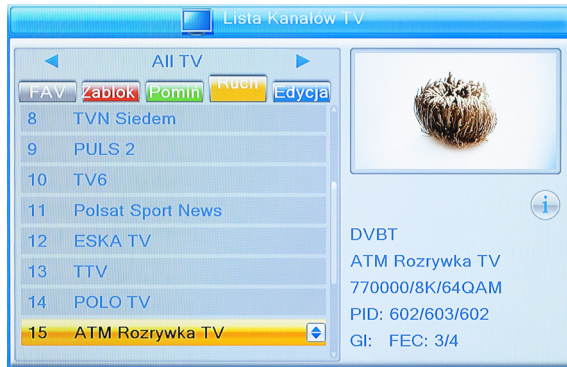 Lista Kanałów TV
All TV
FAV Zablok Pomiń Ruch Edycja
8 TVN Siedem
9 PULS 2
10 TV6
11 Polsat Sport News
12 ESKA TV
13 TTV
14 POLO TV
15 ATM Rozrywka TV
DVBT
ATM Rozrywka TV
770000/8K/64QAM
PID: 602/603/602
GI: FEC: 3/4